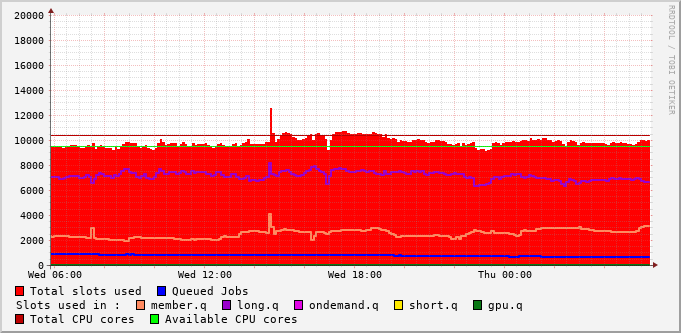 RRDTOOL / TOBI OETIKER
20000
18000
16000
14000
12000
10000
8000
6000
4000
2000
0
Wed 06:00 Wed 12:00 Wed 18:00 Thu 00:00
Total slots used Queued Jobs
Slots used in : member.q long.q ondemand.q short.q gpu.q
Total CPU cores Available CPU cores